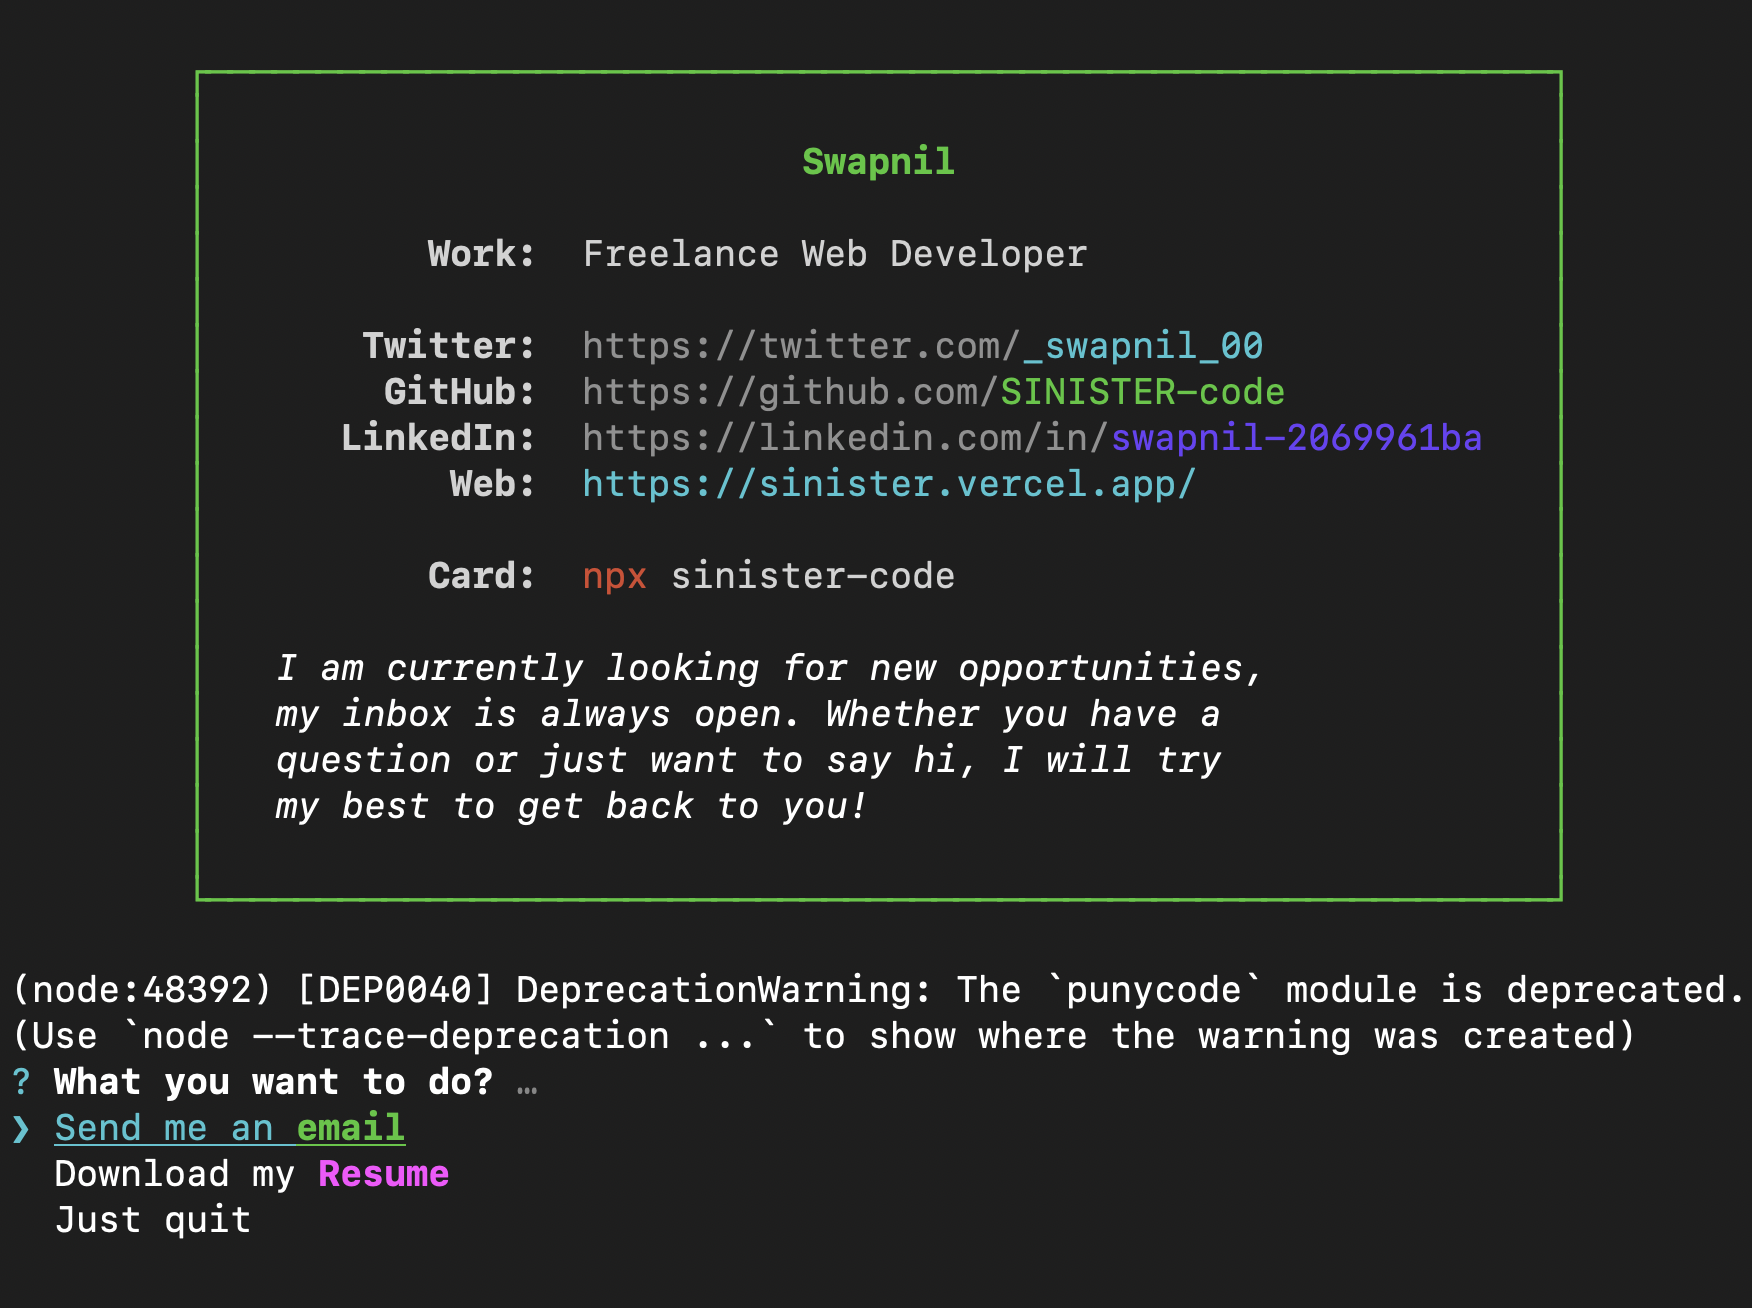 Swapnil
Work: Freelance Web Developer
Twitter: https://twitter.com/_swapnil_00
GitHub: https://github.com/SINISTER-code
LinkedIn: https://linkedin.com/in/swapnil-2069961ba
Web: https://sinister.vercel.app/
Card: npx sinister-code
I am currently looking for new opportunities,
my inbox is always open. Whether you have a
question or just want to say hi, I will try
my best to get back to you!
(node:48392) [DEP0040] DeprecationWarning: The `punycode` module is deprecated.
(Use `node --trace-deprecation ...` to show where the warning was created)
? What you want to do? …
❯ Send me an email
Download my Resume
Just quit